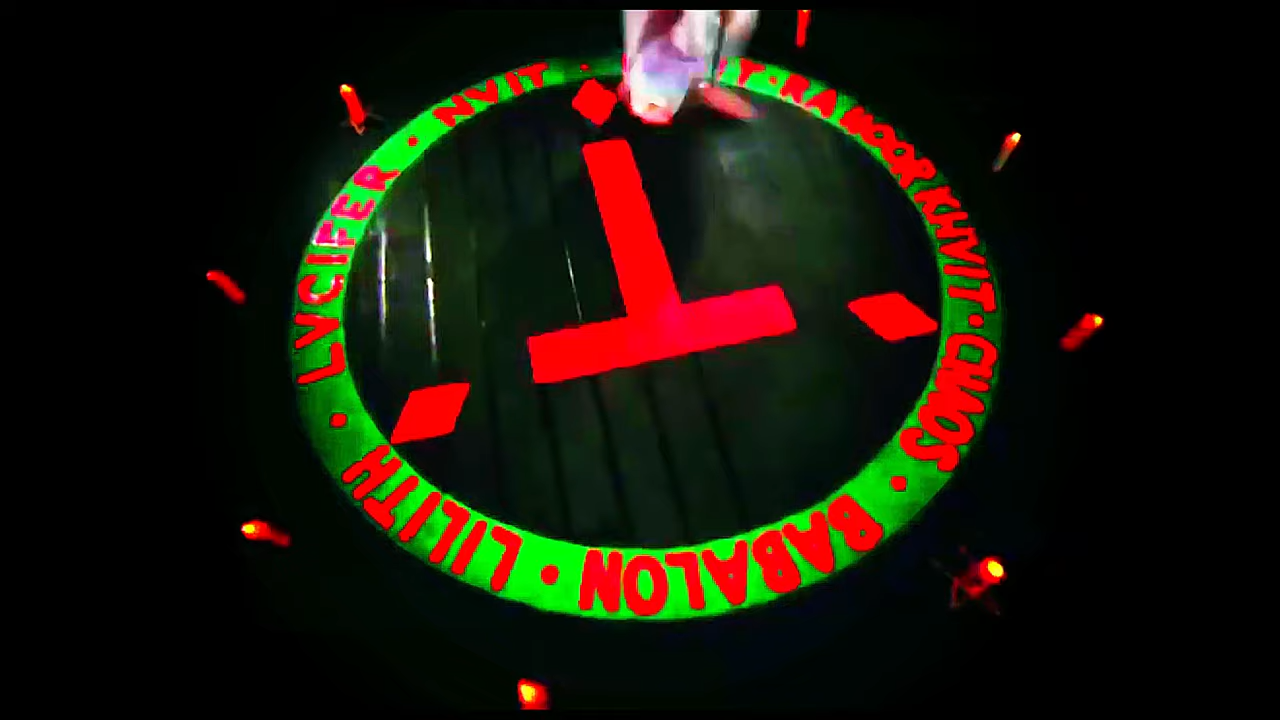 NVIT · RA HOOR KHVIT · CHAOS · BABALON · LILITH · LVCIFER ·